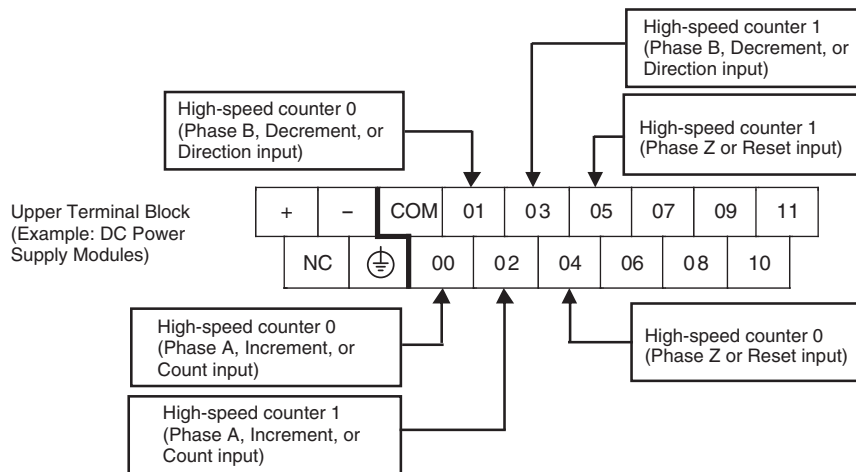 High-speed counter 1
(Phase B, Decrement, or
Direction input)
High-speed counter 0
(Phase B, Decrement, or
Direction input)
High-speed counter 1
(Phase Z or Reset input)
Upper Terminal Block
(Example: DC Power
Supply Modules)
+ – COM 01 03 05 07 09 11
NC 00 02 04 06 08 10
High-speed counter 0
(Phase A, Increment, or
Count input)
High-speed counter 0
(Phase Z or Reset input)
High-speed counter 1
(Phase A, Increment, or
Count input)